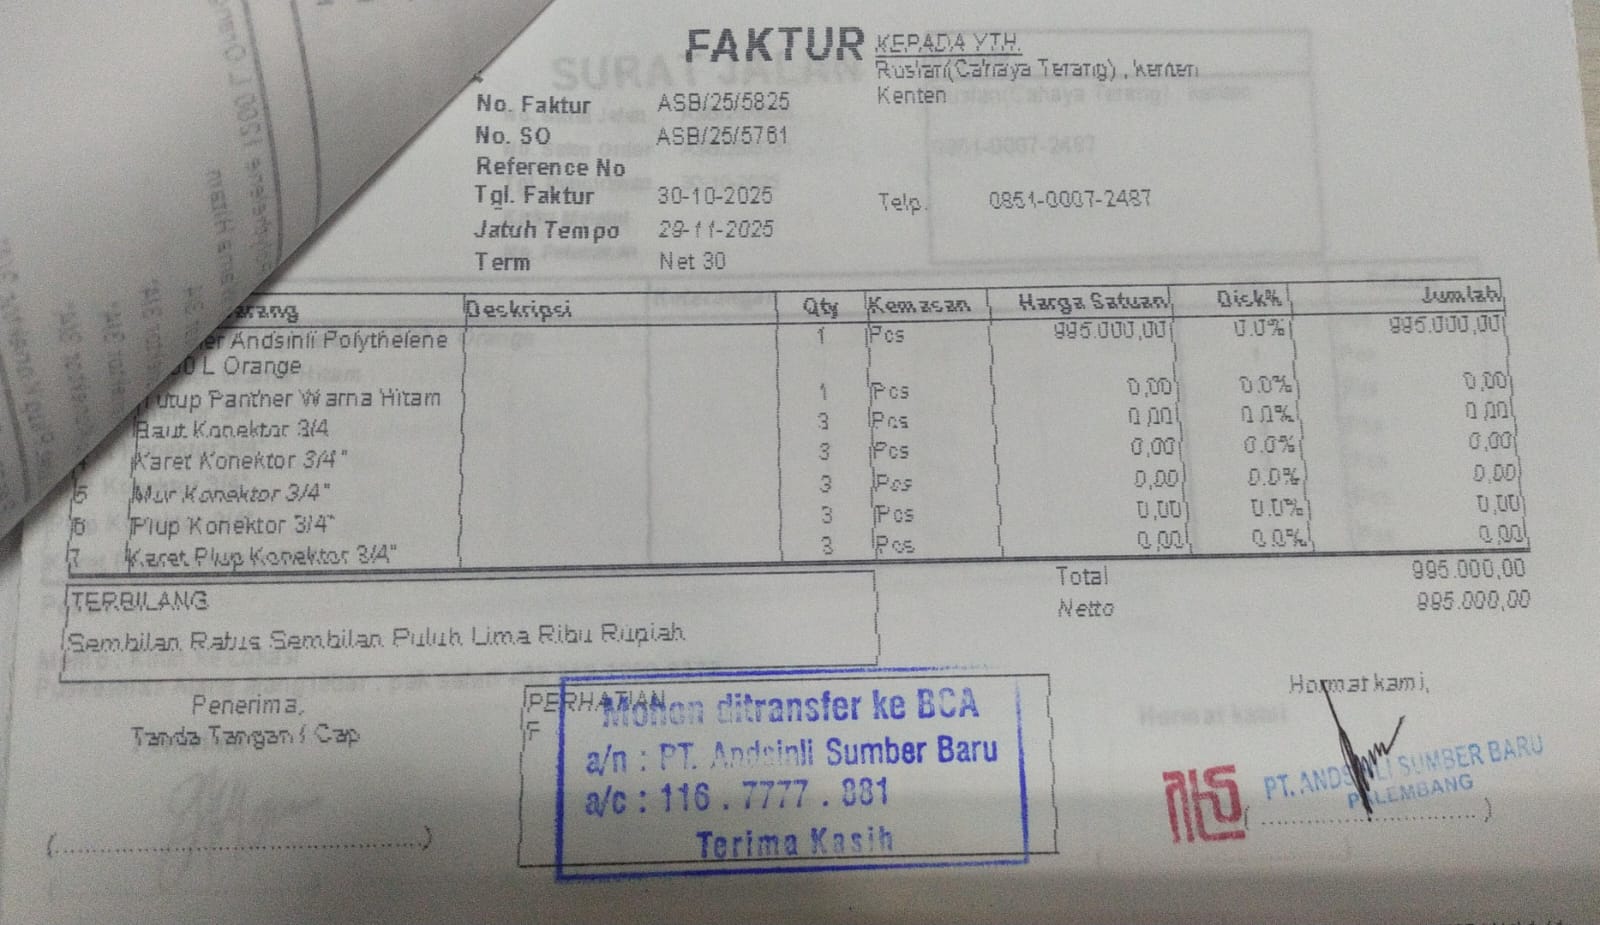 FAKTUR
KEPADA YTH.
Ruslan(Cahaya Terang) , kenten
Kenten
No. Faktur ASB/25/5825
No. SO ASB/25/5761
Reference No
Tgl. Faktur 30-10-2025
Telp. 0851-0007-2487
Jatuh Tempo 29-11-2025
Term Net 30
arang Deskripsi Qty Kemasan Harga Satuan Disk% Jumlah
er Andsinli Polythelene 1 Pcs 995.000,00 0.0% 995.000,00
0 L Orange
Tutup Panther Warna Hitam 1 Pcs 0,00 0.0% 0,00
Baut Konektor 3/4 3 Pcs 0,00 0.0% 0,00
4 Karet Konektor 3/4" 3 Pcs 0,00 0.0% 0,00
5 Mur Konektor 3/4" 3 Pcs 0,00 0.0% 0,00
6 Plup Konektor 3/4" 3 Pcs 0,00 0.0% 0,00
7 Karet Plup Konektor 3/4" 3 Pcs 0,00 0.0% 0,00
Total 995.000,00
Netto 995.000,00
TERBILANG
Sembilan Ratus Sembilan Puluh Lima Ribu Rupiah
Penerima,
Tanda Tangan / Cap
PERHATIAN
F
Mohon ditransfer ke BCA
a/n : PT. Andsinli Sumber Baru
a/c : 116 . 7777 . 881
Terima Kasih
Hormat kami,
PT. ANDSINLI SUMBER BARU
PALEMBANG